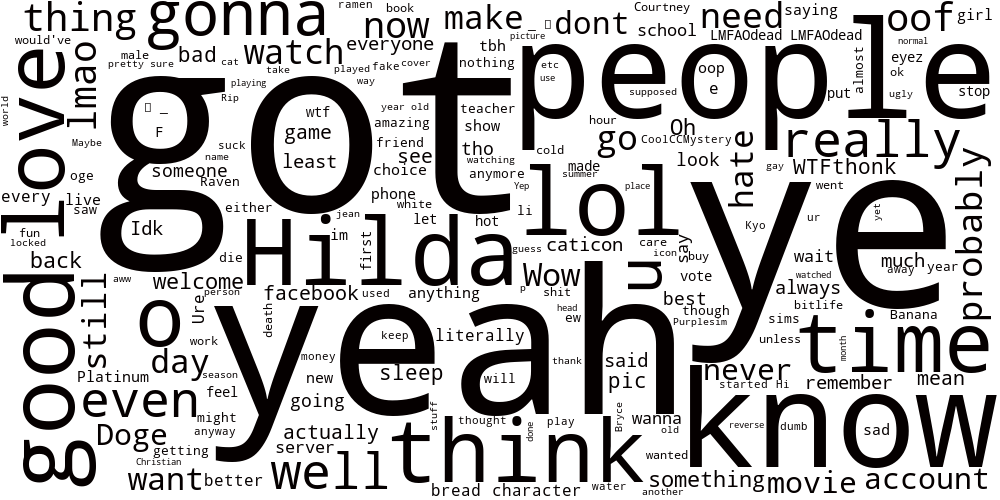 ramen book
thing gonna now make _ dont Courtney need saying oof girl
would've male bad cat watch everyone tbh picture school LMFAOdead LMFAOdead normal
pretty sure take played fake cover nothing people almost eyez
love lmao playing way etc use oop e supposed put ok ugly stop
world Rip got wtf year old teacher hour
_ F game amazing show go Oh CoolCCMystery really
Maybe suck least friend tho cold look hate gay WTFthonk
oge name someone choice see watching made
Raven phone anymore summer went probably
every live either white Yep lol place
saw let hot li Kyo ur yet
l fun Idk jean im guess caticon care say
locked die Hilda first icon buy wait much
back aww welcome Wow u vote ye away year
good still person facebook used anything p shit best always watched
o Ure death yeah head though bitlife
work keep literally ew Purplesim sims Banana
day money thank said unless time month
Platinum season sleep will pic never
even feel new started Hi remember mean
might going stuff thought done play Bryce wanna know
Doge anyway actually old reverse dumb sad
getting server think wanted
Christian well water something movie account
want better bread character another